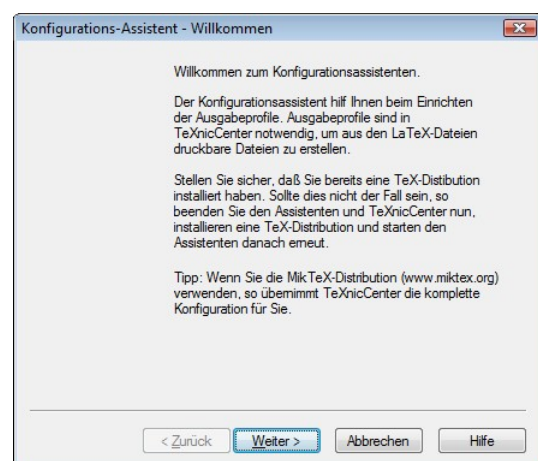 Konfigurations-Assistent - Willkommen
Willkommen zum Konfigurationsassistenten.
Der Konfigurationsassistent hilf Ihnen beim Einrichten
der Ausgabeprofile. Ausgabeprofile sind in
TeXnicCenter notwendig, um aus den LaTeX-Dateien
druckbare Dateien zu erstellen.
Stellen Sie sicher, daß Sie bereits eine TeX-Distibution
installiert haben. Sollte dies nicht der Fall sein, so
beenden Sie den Assistenten und TeXnicCenter nun,
installieren eine TeX-Distribution und starten den
Assistenten danach erneut.
Tipp: Wenn Sie die MikTeX-Distribution (www.miktex.org)
verwenden, so übernimmt TeXnicCenter die komplette
Konfiguration für Sie.
< Zurück Weiter > Abbrechen Hilfe